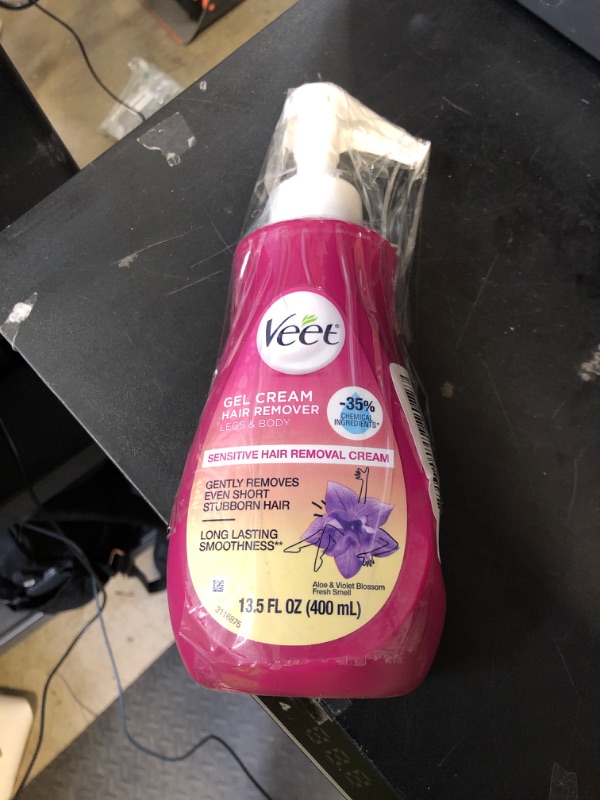 Veet®
GEL CREAM
HAIR REMOVER
LEGS & BODY
-35%
CHEMICAL
INGREDIENTS*
SENSITIVE HAIR REMOVAL CREAM
GENTLY REMOVES
EVEN SHORT
STUBBORN HAIR
LONG LASTING
SMOOTHNESS**
Aloe & Violet Blossom
Fresh Smell
13.5 FL OZ (400 mL)
3116875